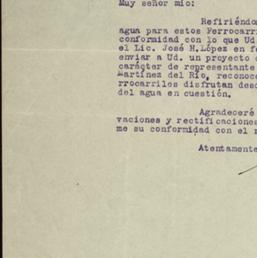 Muy señor mío:
Refirién
agua para estos Ferrocarri
conformidad con lo que Ud
el Lic. José H.López en fe
enviar a Ud. un proyecto d
carácter de representante
Martínez del Río, reconoce
rrocarriles disfrutan desd
del agua en cuestión.
Agradeceré
vaciones y rectificaciones
me su conformidad con el m
Atentamente